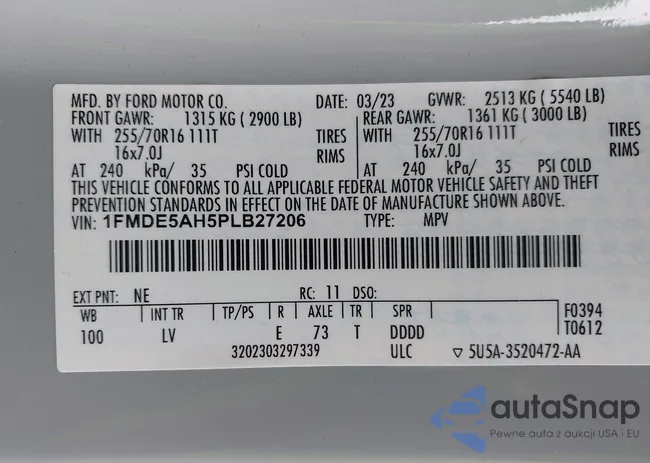 MFD. BY FORD MOTOR CO. DATE: 03/23 GVWR: 2513 KG ( 5540 LB)
FRONT GAWR: 1315 KG ( 2900 LB) REAR GAWR: 1361 KG ( 3000 LB)
WITH 255/70R16 111T TIRES WITH 255/70R16 111T TIRES
16x7.0J RIMS 16x7.0J RIMS
AT 240 kPa/ 35 PSI COLD AT 240 kPa/ 35 PSI COLD
THIS VEHICLE CONFORMS TO ALL APPLICABLE FEDERAL MOTOR VEHICLE SAFETY AND THEFT
PREVENTION STANDARDS IN EFFECT ON THE DATE OF MANUFACTURE SHOWN ABOVE.
VIN: 1FMDE5AH5PLB27206 TYPE: MPV
EXT PNT: NE RC: 11 DSO:
WB INT TR TP/PS R AXLE TR SPR F0394
100 LV E 73 T DDDD T0612
3202303297339 ULC ▽ 5U5A-3520472-AA
autaSnap
Pewne auta z aukcji USA i EU